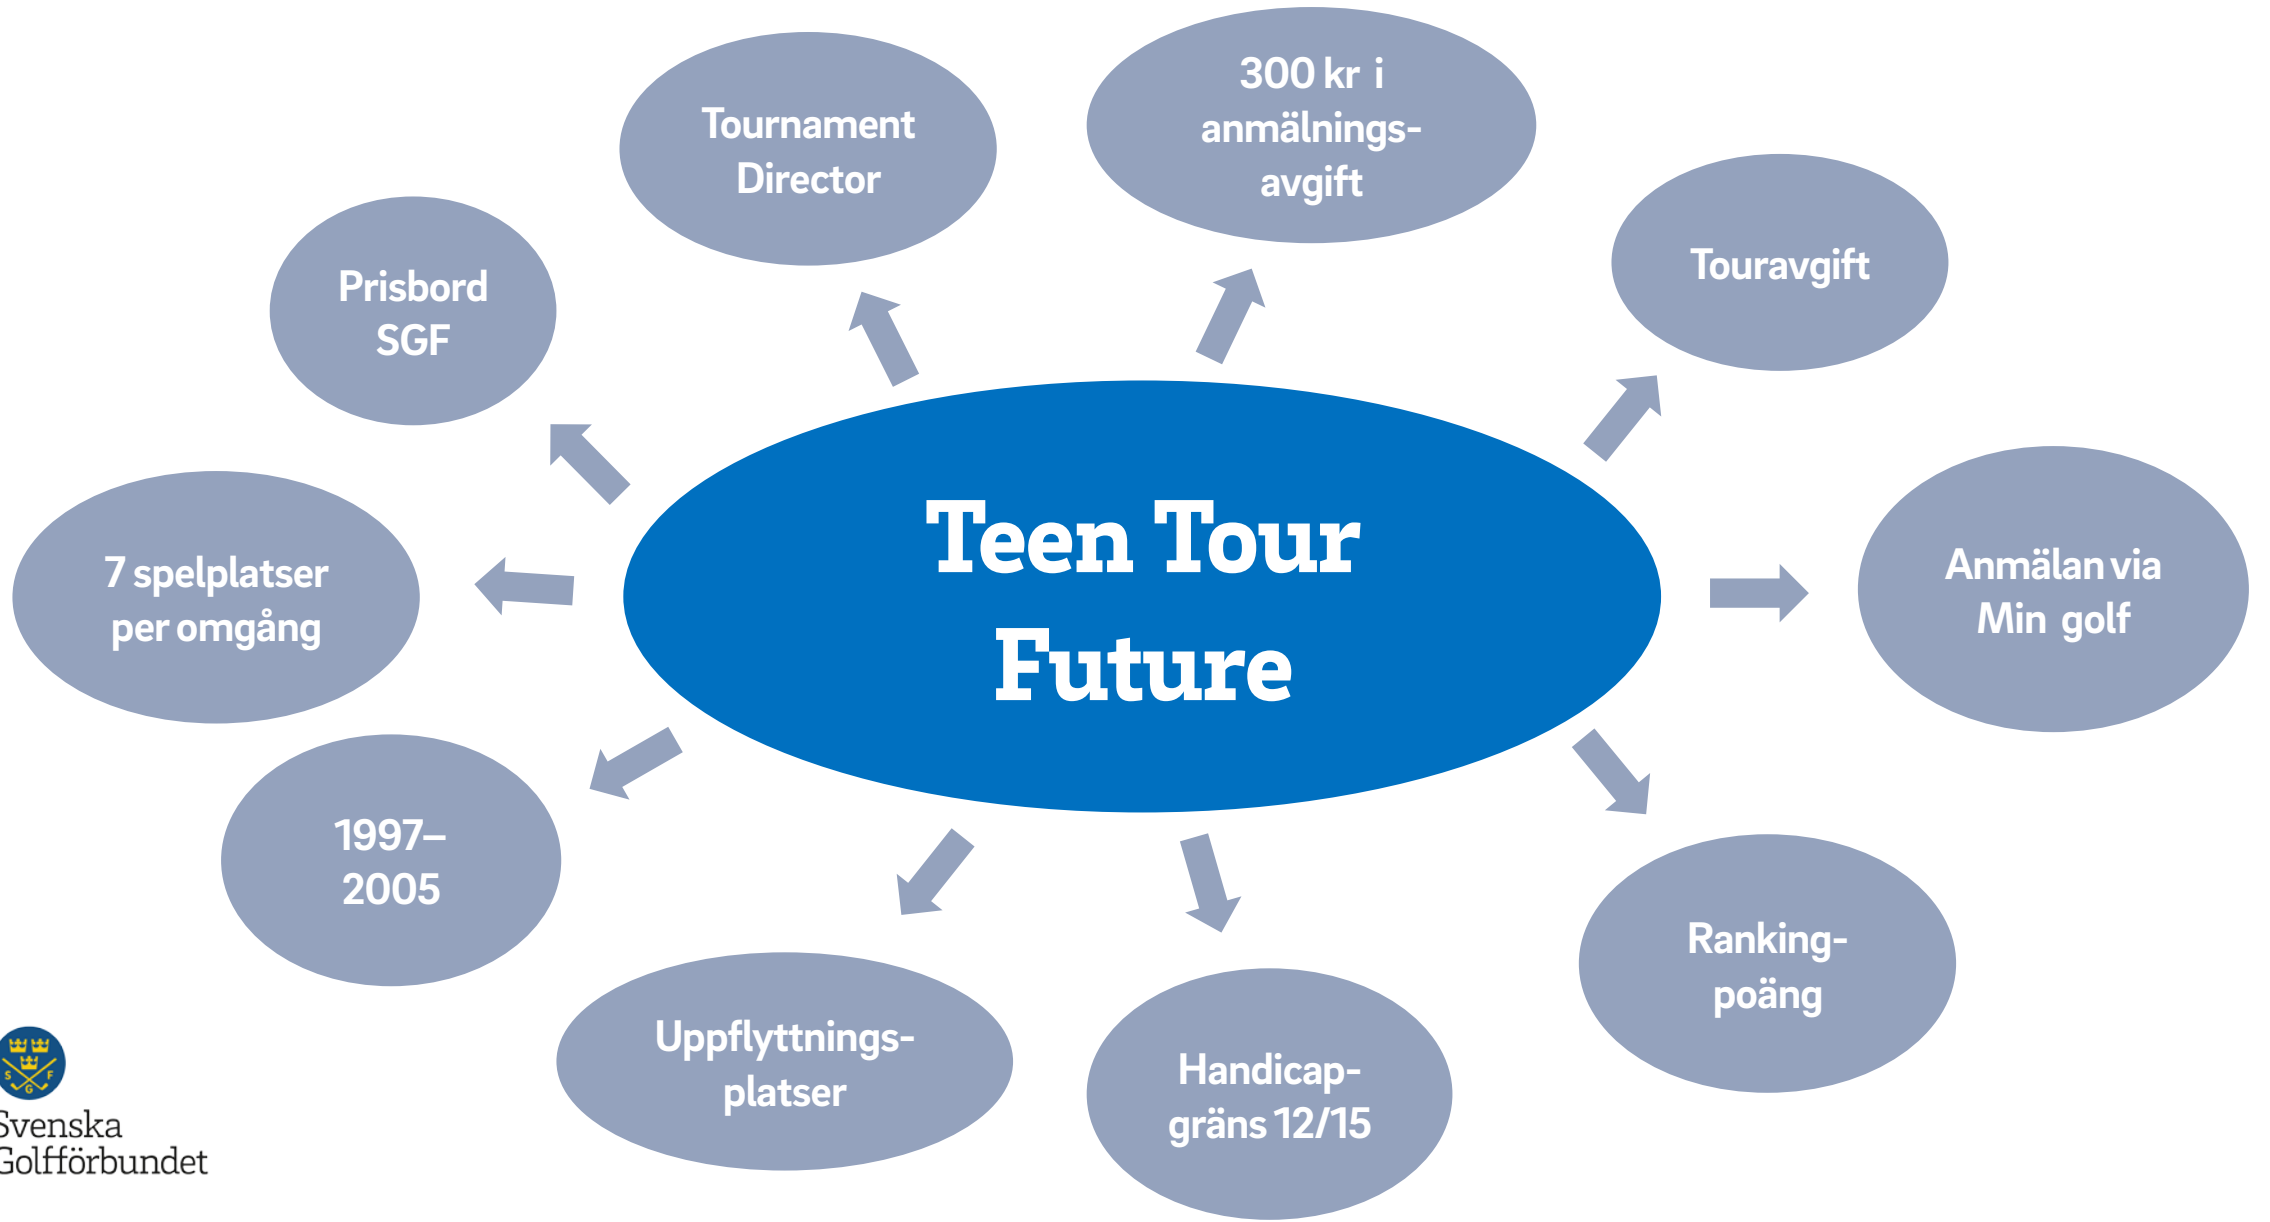 300 kr i
anmälnings-
avgift
Tournament
Director
Touravgift
Prisbord
SGF
Teen Tour
Future
7 spelplatser
per omgång
Anmälan via
Min golf
1997–
2005
Ranking-
poäng
Uppflyttnings-
platser
Handicap-
gräns 12/15
S G F
Svenska
Golfförbundet